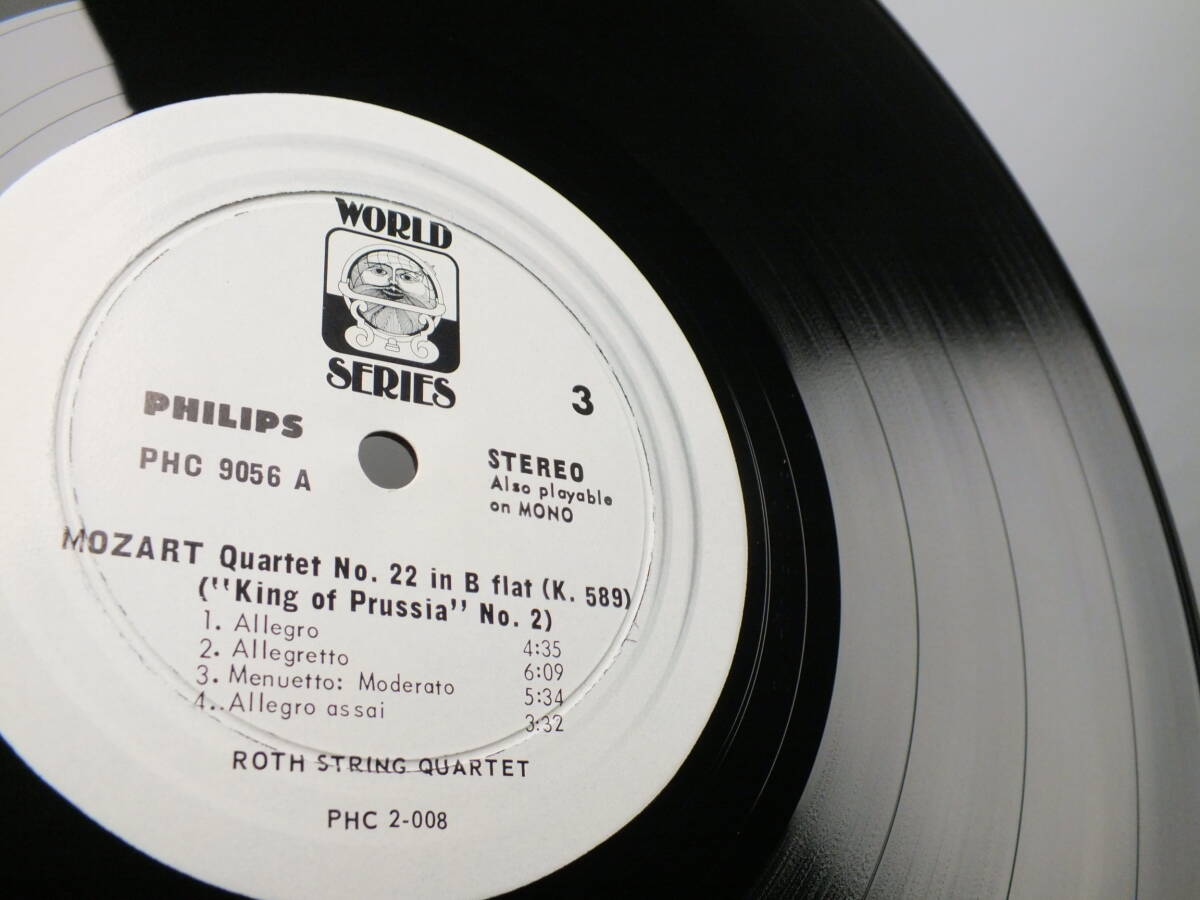 WORLD
SERIES
3
PHILIPS
PHC 9056 A
STEREO
Also playable
on MONO
MOZART Quartet No. 22 in B flat (K. 589)
("King of Prussia" No. 2)
1. Allegro 4:35
2. Allegretto 6:09
3. Menuetto: Moderato 5:34
4.. Allegro assai 3:32
ROTH STRING QUARTET
PHC 2-008